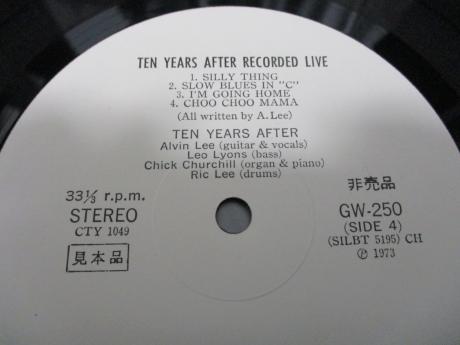 TEN YEARS AFTER RECORDED LIVE
1. SILLY THING
2. SLOW BLUES IN "C"
3. I'M GOING HOME
4. CHOO CHOO MAMA
(All written by A. Lee)
TEN YEARS AFTER
Alvin Lee (guitar & vocals)
Leo Lyons (bass)
Chick Churchill (organ & piano)
Ric Lee (drums)
33⅓ r.p.m.
STEREO
CTY 1049
見本品
非売品
GW-250
(SIDE 4)
(SILBT 5195) CH
℗ 1973